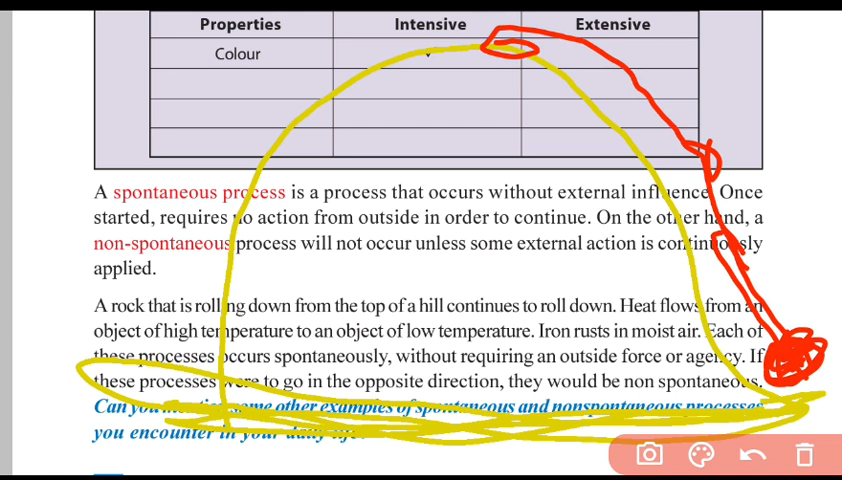 Properties Intensive Extensive
Colour
A spontaneous process is a process that occurs without external influence. Once
started, requires no action from outside in order to continue. On the other hand, a
non-spontaneous process will not occur unless some external action is continuously
applied.
A rock that is rolling down from the top of a hill continues to roll down. Heat flows from an
object of high temperature to an object of low temperature. Iron rusts in moist air. Each of
these processes occurs spontaneously, without requiring an outside force or agency. If
these processes were to go in the opposite direction, they would be non spontaneous.
Can you mention some other examples of spontaneous and nonspontaneous processes
you encounter in your daily life.